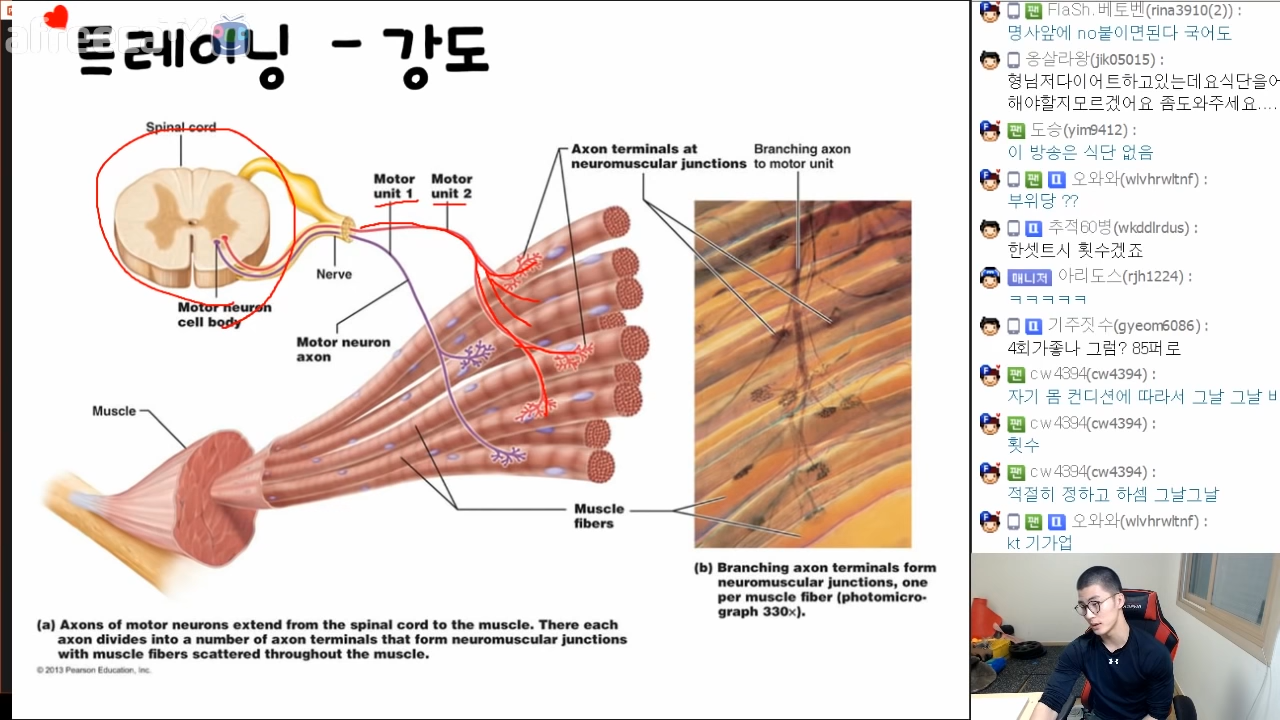 afreecaTV
트레이닝 - 강도
Spinal cord
Motor
unit 1
Motor
unit 2
Axon terminals at
neuromuscular junctions
Branching axon
to motor unit
Nerve
Motor neuron
cell body
Motor neuron
axon
Muscle
Muscle
fibers
(a) Axons of motor neurons extend from the spinal cord to the muscle. There each
axon divides into a number of axon terminals that form neuromuscular junctions
with muscle fibers scattered throughout the muscle.
© 2013 Pearson Education, Inc.
(b) Branching axon terminals form
neuromuscular junctions, one
per muscle fiber (photomicro-
graph 330×).
팬 FlaSh.베토벤(rina3910(2)) :
명사앞에 no붙이면된다 국어도
옹살라왕(jik05015) :
형님저다이어트하고있는데요식단을어
해야할지모르겠어요 좀도와주세요....
팬 도승(yim9412) :
이 방송은 식단 없음
팬 오와와(wlvhrwltnf) :
부위당 ??
추적60병(wkddlrdus) :
한셋트시 횟수겠죠
매니저 아리도스(rjh1224) :
ㅋㅋㅋㅋㅋ
기주짓수(gyeom6086) :
4회가좋나 그럼? 85퍼로
팬 cw4394(cw4394) :
자기 몸 컨디션에 따라서 그날 그날
팬 cw4394(cw4394) :
횟수
팬 cw4394(cw4394) :
적절히 정하고 하셈 그날그날
팬 오와와(wlvhrwltnf) :
kt 기가업